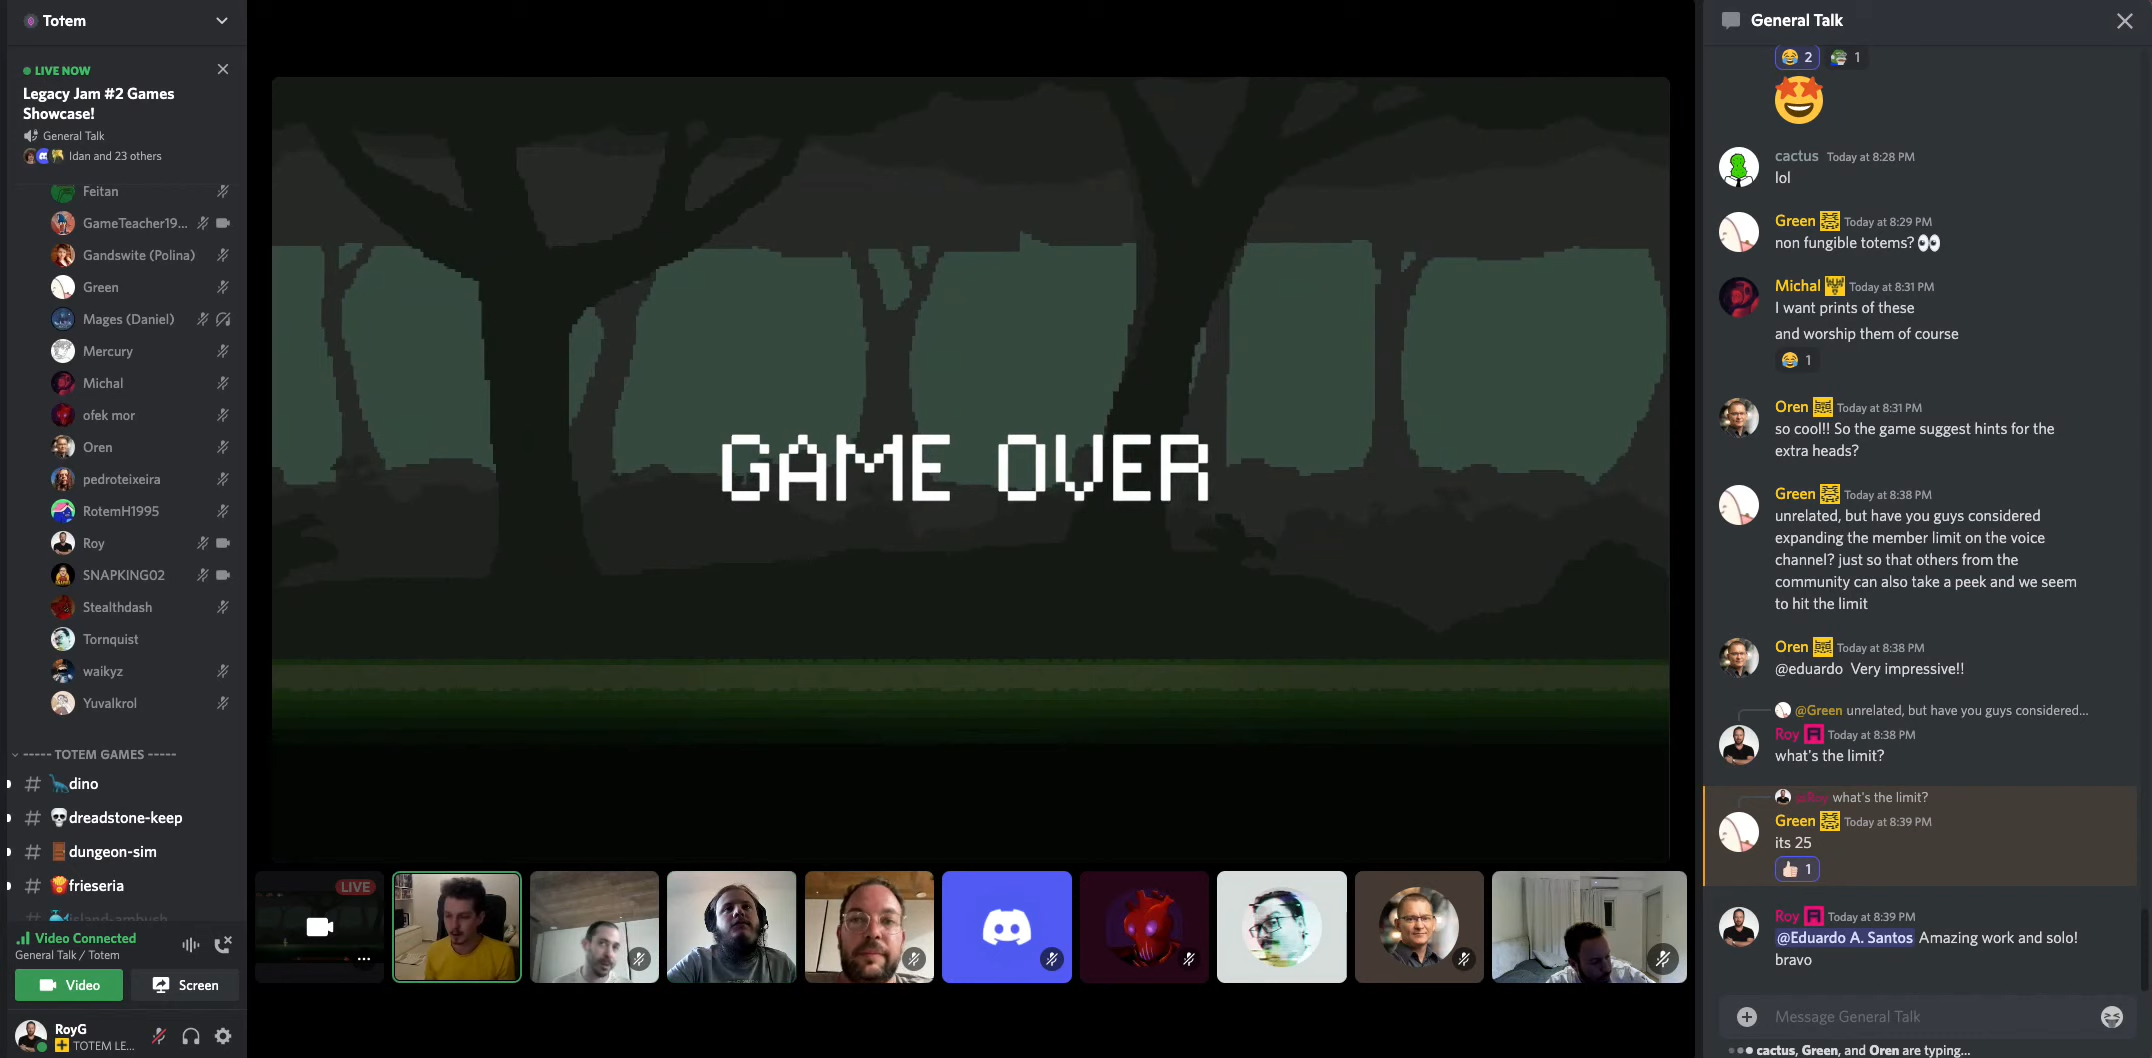 Totem
LIVE NOW
Legacy Jam #2 Games
Showcase!
General Talk
Idan and 23 others
Feitan
GameTeacher19...
Gandswite (Polina)
Green
Mages (Daniel)
Mercury
Michal
ofek mor
Oren
pedroteixeira
RotemH1995
Roy
SNAPKING02
Stealthdash
Tornquist
waikyz
Yuvalkrol
----- TOTEM GAMES -----
# dino
# dreadstone-keep
# dungeon-sim
# frieseria
# island-ambush
Video Connected
General Talk / Totem
Video
Screen
RoyG
TOTEM LE...
GAME OVER
LIVE
General Talk
2
1
cactus Today at 8:28 PM
lol
Green Today at 8:29 PM
non fungible totems?
Michal Today at 8:31 PM
I want prints of these
and worship them of course
1
Oren Today at 8:31 PM
so cool!! So the game suggest hints for the
extra heads?
Green Today at 8:38 PM
unrelated, but have you guys considered
expanding the member limit on the voice
channel? just so that others from the
community can also take a peek and we seem
to hit the limit
Oren Today at 8:38 PM
@eduardo Very impressive!!
@Green unrelated, but have you guys considered...
Roy Today at 8:38 PM
what's the limit?
@Roy what's the limit?
Green Today at 8:39 PM
its 25
1
Roy Today at 8:39 PM
@Eduardo A. Santos Amazing work and solo!
bravo
Message General Talk
cactus, Green, and Oren are typing...